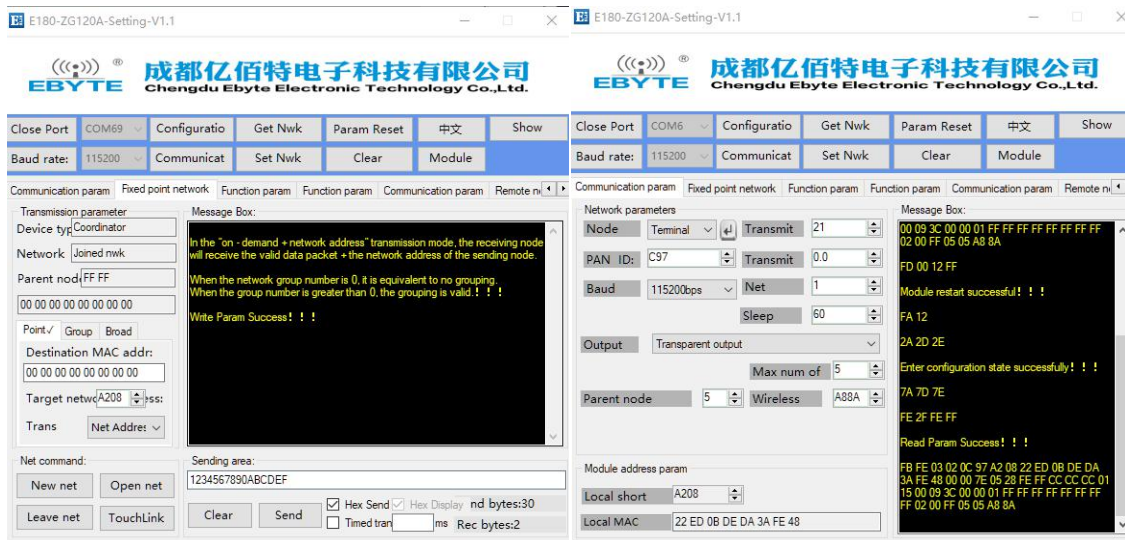 E180-ZG120A-Setting-V1.1
EBYTE ®
成都亿佰特电子科技有限公司
Chengdu Ebyte Electronic Technology Co.,Ltd.
Close Port COM69 Configuratio Get Nwk Param Reset 中文 Show
Baud rate: 115200 Communicat Set Nwk Clear Module
Communication param Fixed point network Function param Function param Communication param Remote n
Transmission parameter
Device typ Coordinator
Network Joined nwk
Parent nod FF FF
00 00 00 00 00 00 00 00
Point✓ Group Broad
Destination MAC addr:
00 00 00 00 00 00 00 00
Target netwo A208 ess:
Trans Net Addres
Net command:
New net Open net
Leave net TouchLink
Message Box:
In the "on - demand + network address" transmission mode, the receiving node
will receive the valid data packet + the network address of the sending node.
When the network group number is 0, it is equivalent to no grouping.
When the group number is greater than 0, the grouping is valid.！！！
Write Param Success！！！
Sending area:
1234567890ABCDEF
Clear Send Hex Send Hex Display nd bytes:30
Timed tran ms Rec bytes:2
E180-ZG120A-Setting-V1.1
EBYTE ®
成都亿佰特电子科技有限公司
Chengdu Ebyte Electronic Technology Co.,Ltd.
Close Port COM6 Configuratio Get Nwk Param Reset 中文 Show
Baud rate: 115200 Communicat Set Nwk Clear Module
Communication param Fixed point network Function param Function param Communication param Remote n
Network parameters
Node Teminal Transmit 21
PAN ID: C97 Transmit 0.0
Baud 115200bps Net 1
Sleep 60
Output Transparent output
Max num of 5
Parent node 5 Wireless A88A
Module address param
Local short A208
Local MAC 22 ED 0B DE DA 3A FE 48
Message Box:
00 09 3C 00 00 01 FF FF FF FF FF FF FF FF
02 00 FF 05 05 A8 8A
FD 00 12 FF
Module restart successful！！！
FA 12
2A 2D 2E
Enter configuration state successfully！！！
7A 7D 7E
FE 2F FE FF
Read Param Success！！！
FB FE 03 02 0C 97 A2 08 22 ED 0B DE DA
3A FE 48 00 00 7E 05 28 FE FF CC CC CC 01
15 00 09 3C 00 00 01 FF FF FF FF FF FF FF
FF 02 00 FF 05 05 A8 8A